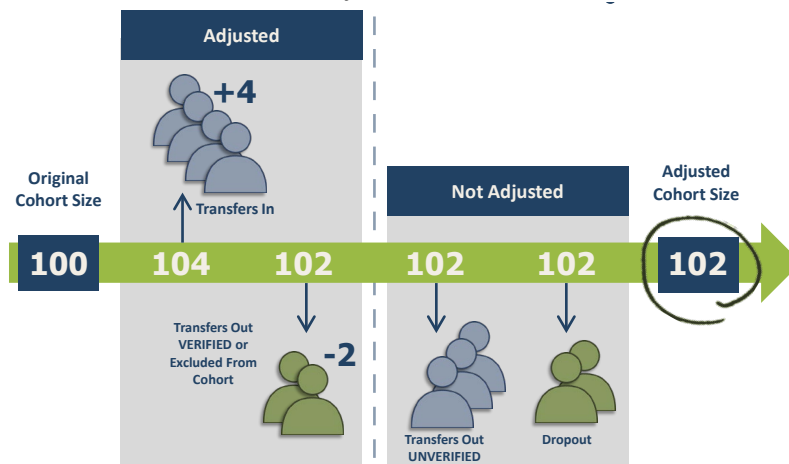 Adjusted
+4
Original
Cohort Size
Transfers In
Not Adjusted
Adjusted
Cohort Size
100
104
102
102
102
102
Transfers Out
VERIFIED or
Excluded From
Cohort
-2
Transfers Out
UNVERIFIED
Dropout